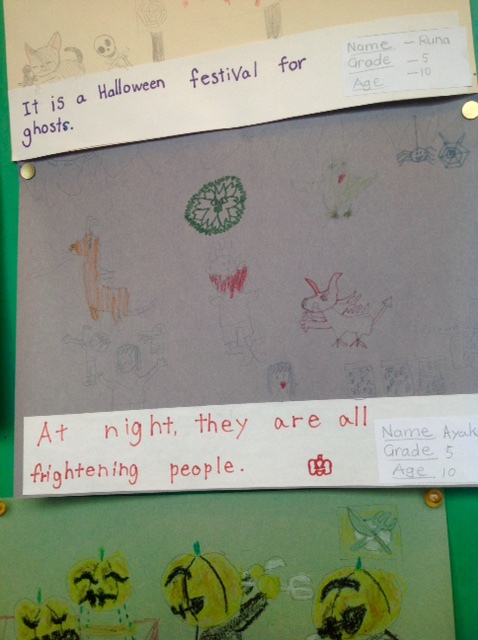 It is a Halloween festival for
ghosts.
Name - Runa
Grade - 5
Age - 10
At night, they are all
frightening people.
Name Ayak
Grade 5
Age 10